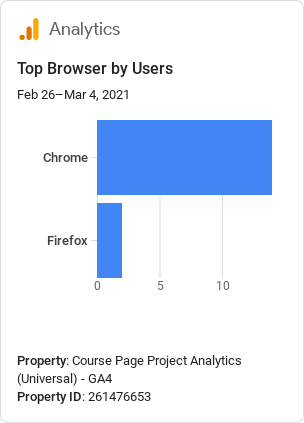 Analytics
Top Browser by Users
Feb 26–Mar 4, 2021
Chrome
Firefox
0 5 10
Property: Course Page Project Analytics
(Universal) - GA4
Property ID: 261476653